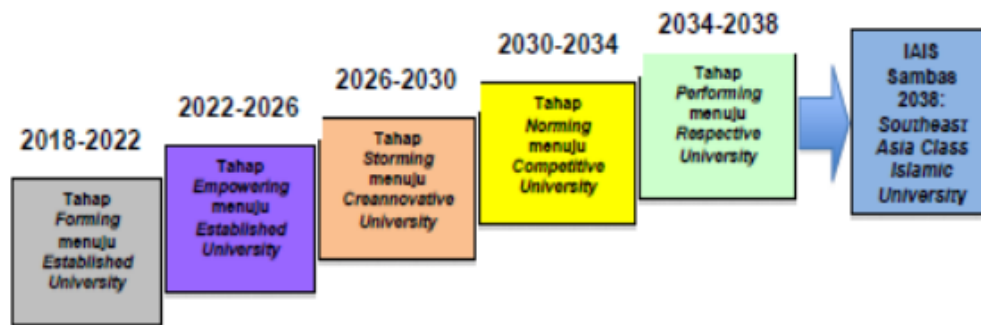 2018-2022
Tahap
Forming
menuju
Established
University
2022-2026
Tahap
Empowering
menuju
Established
University
2026-2030
Tahap
Storming
menuju
Creannovative
University
2030-2034
Tahap
Norming
menuju
Competitive
University
2034-2038
Tahap
Performing
menuju
Respective
University
IAIS
Sambas
2038:
Southeast
Asia Class
Islamic
University